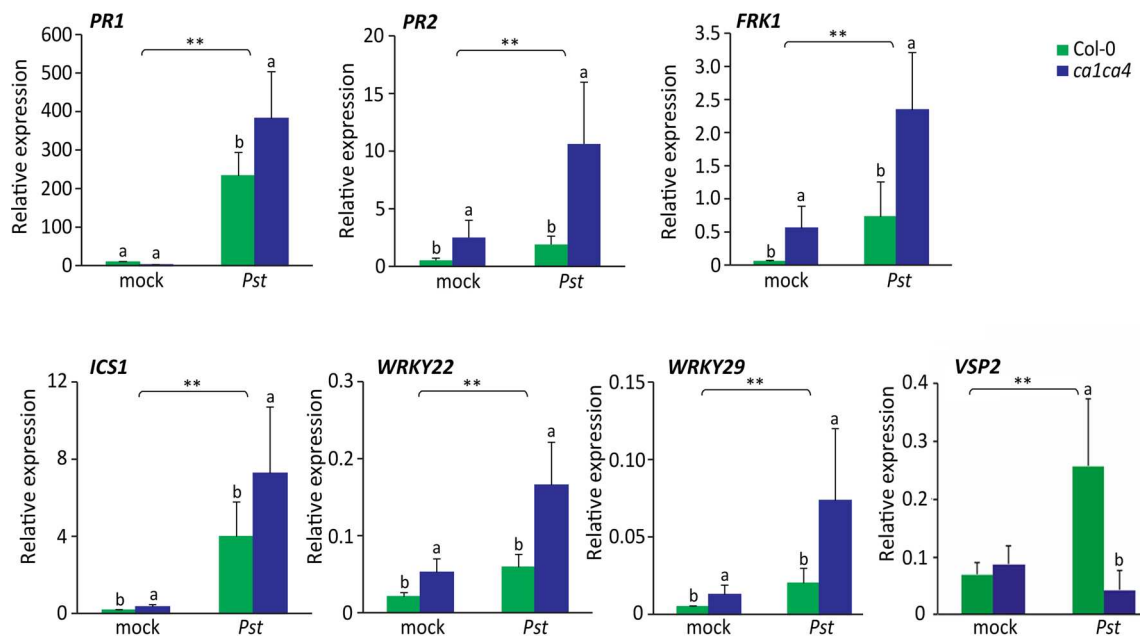 PR1
PR2
FRK1
Col-0
ca1ca4
Relative expression
600
500
400
300
200
100
0
**
a
a
b
a
mock
Pst
Relative expression
20
15
10
5
0
**
b
a
b
a
mock
Pst
Relative expression
3.5
3.0
2.5
2.0
1.5
1.0
0.5
0
**
b
a
b
a
mock
Pst
ICS1
WRKY22
WRKY29
VSP2
Relative expression
12
8
4
0
**
b
a
b
a
mock
Pst
Relative expression
0.3
0.2
0.1
0
**
b
a
b
a
mock
Pst
Relative expression
0.15
0.10
0.05
0
**
b
a
b
a
mock
Pst
Relative expression
0.4
0.3
0.2
0.1
0
**
a
b
mock
Pst